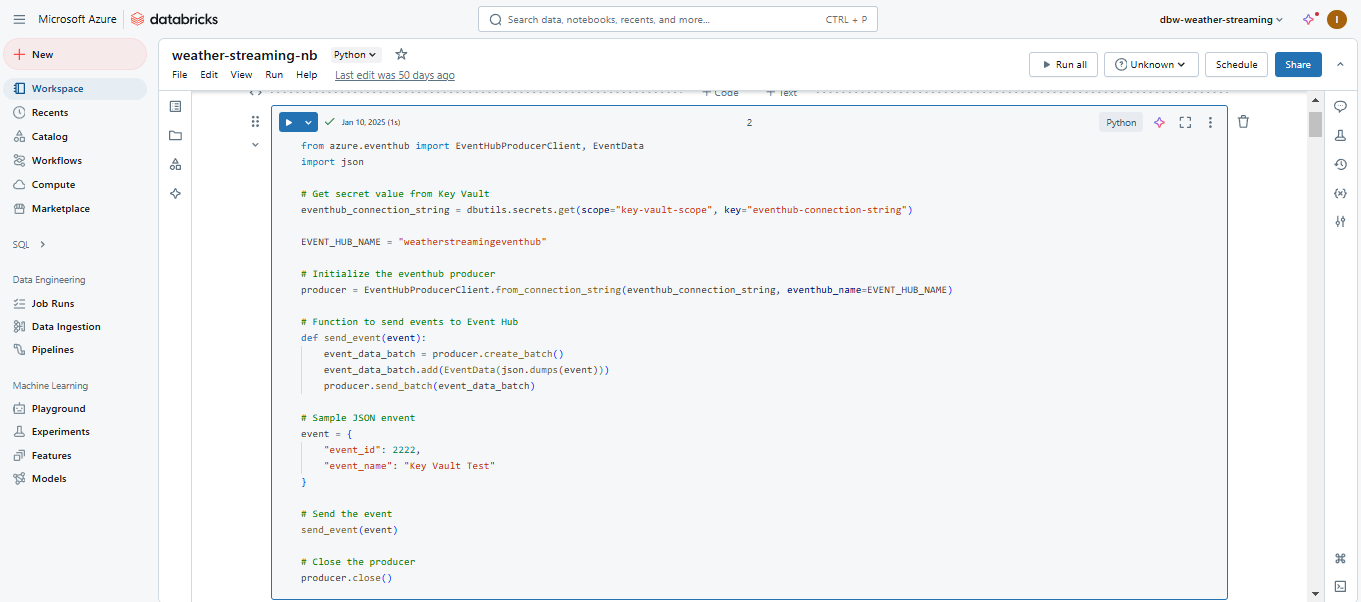 Microsoft Azure
databricks
Search data, notebooks, recents, and more...
CTRL + P
dbw-weather-streaming
I
New
Workspace
Recents
Catalog
Workflows
Compute
Marketplace
SQL
Data Engineering
Job Runs
Data Ingestion
Pipelines
Machine Learning
Playground
Experiments
Features
Models
weather-streaming-nb
Python
File Edit View Run Help
Last edit was 50 days ago
Run all
Unknown
Schedule
Share
+ Code
+ Text
Jan 10, 2025 (1s)
2
Python
from azure.eventhub import EventHubProducerClient, EventData
import json
# Get secret value from Key Vault
eventhub_connection_string = dbutils.secrets.get(scope="key-vault-scope", key="eventhub-connection-string")
EVENT_HUB_NAME = "weatherstreamingeventhub"
# Initialize the eventhub producer
producer = EventHubProducerClient.from_connection_string(eventhub_connection_string, eventhub_name=EVENT_HUB_NAME)
# Function to send events to Event Hub
def send_event(event):
    event_data_batch = producer.create_batch()
    event_data_batch.add(EventData(json.dumps(event)))
    producer.send_batch(event_data_batch)
# Sample JSON envent
event = {
    "event_id": 2222,
    "event_name": "Key Vault Test"
}
# Send the event
send_event(event)
# Close the producer
producer.close()